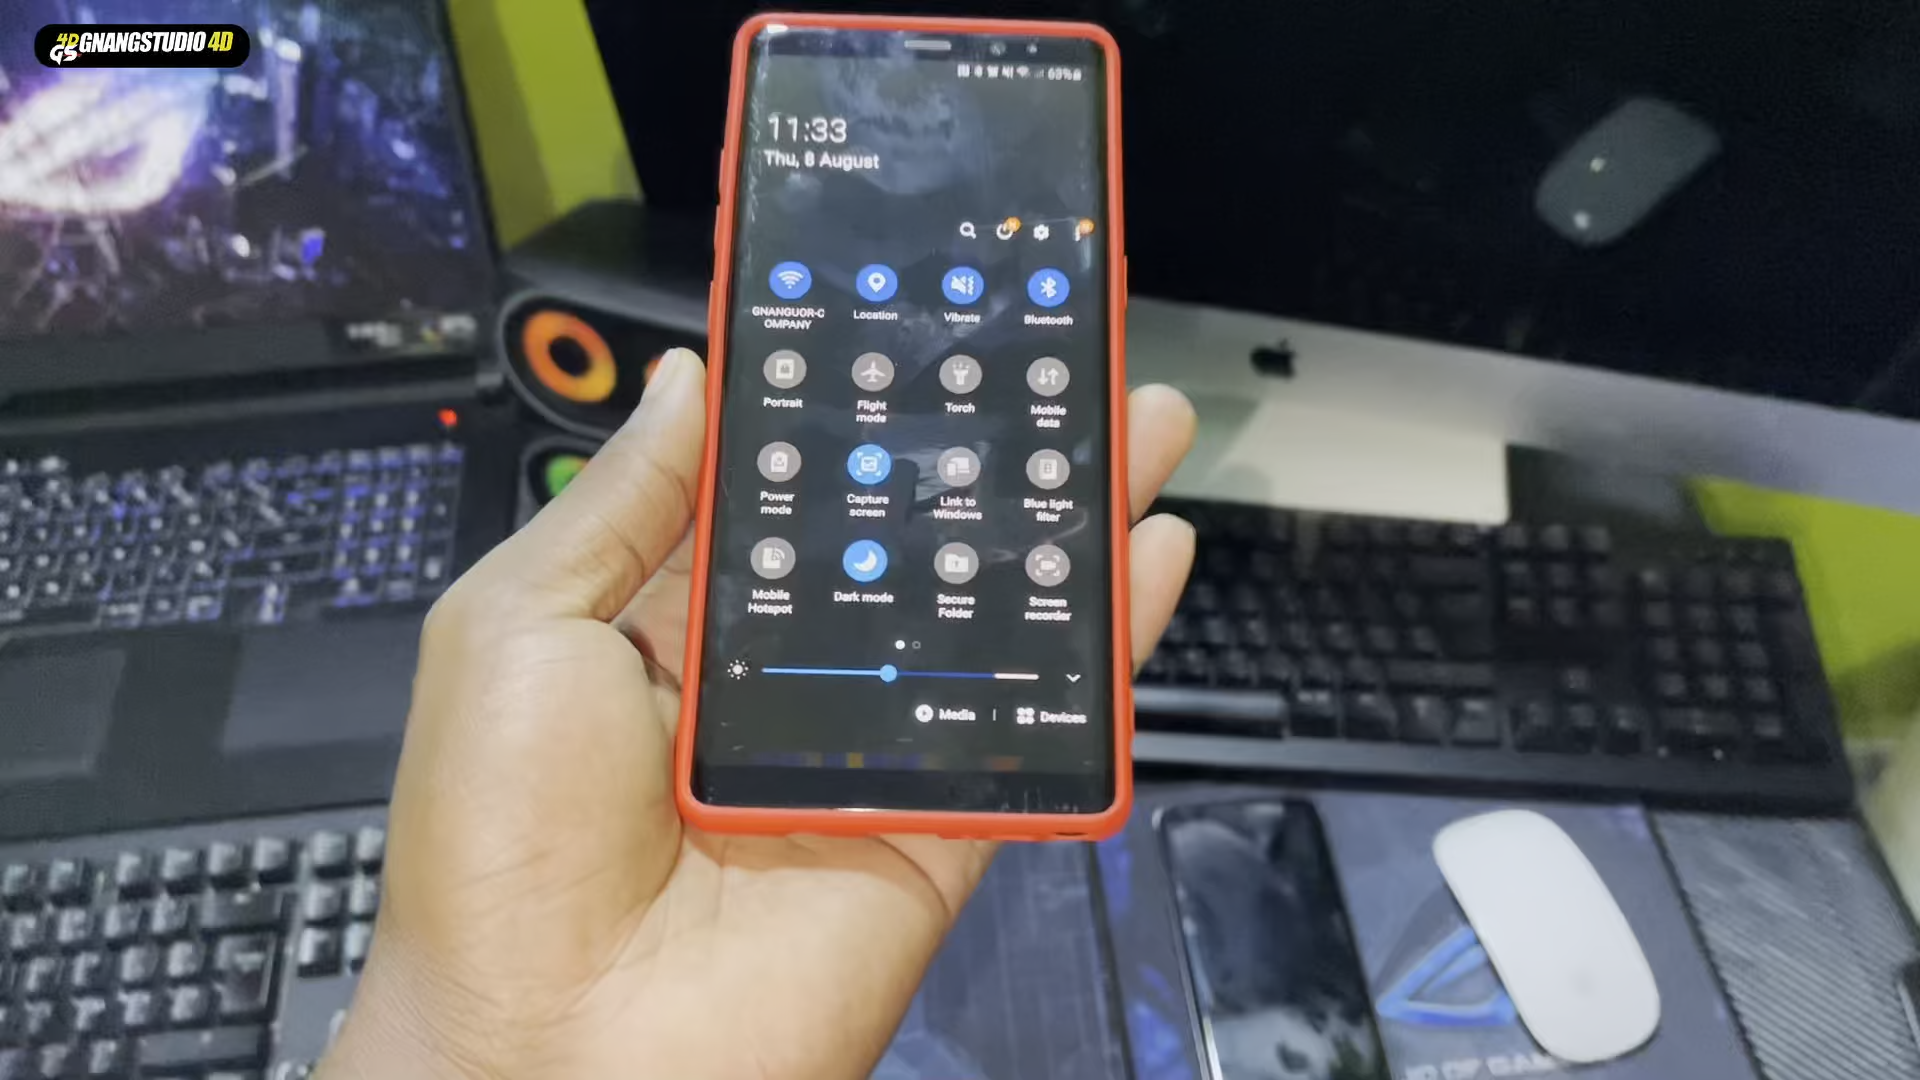 GNANGSTUDIO 4D
63%
11:33
Thu, 8 August
GNANGUOR-C
OMPANY
Location
Vibrate
Bluetooth
Portrait
Flight
mode
Torch
Mobile
data
Power
mode
Capture
screen
Link to
Windows
Blue light
filter
Mobile
Hotspot
Dark mode
Secure
Folder
Screen
recorder
Media | Devices